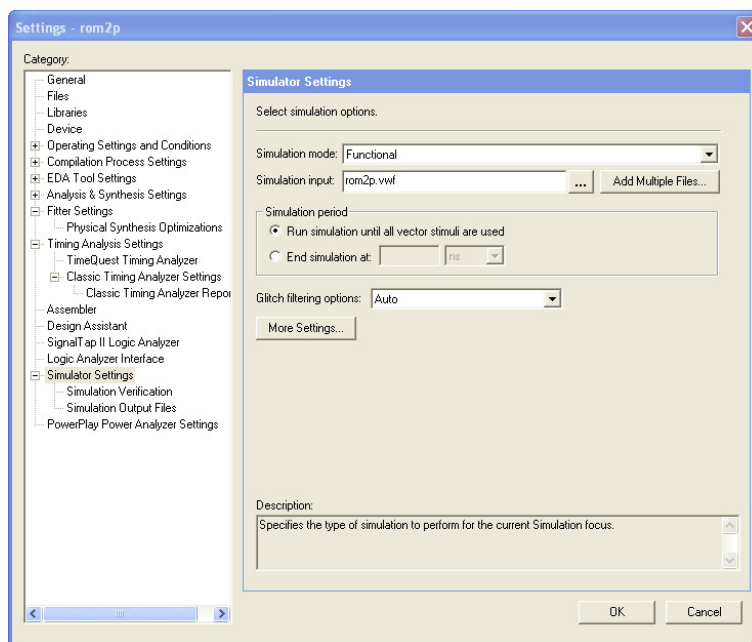 Settings - rom2p
Category:
General
Files
Libraries
Device
Operating Settings and Conditions
Compilation Process Settings
EDA Tool Settings
Analysis & Synthesis Settings
Fitter Settings
Physical Synthesis Optimizations
Timing Analysis Settings
TimeQuest Timing Analyzer
Classic Timing Analyzer Settings
Classic Timing Analyzer Repor
Assembler
Design Assistant
SignalTap II Logic Analyzer
Logic Analyzer Interface
Simulator Settings
Simulation Verification
Simulation Output Files
PowerPlay Power Analyzer Settings
Simulator Settings
Select simulation options.
Simulation mode: Functional
Simulation input: rom2p.vwf ... Add Multiple Files...
Simulation period
Run simulation until all vector stimuli are used
End simulation at: ns
Glitch filtering options: Auto
More Settings...
Description:
Specifies the type of simulation to perform for the current Simulation focus.
OK Cancel